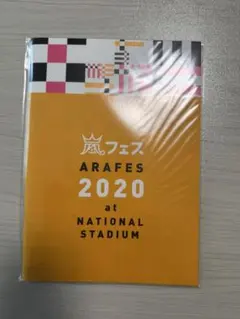 嵐フェス
ARAFES
2020
at
NATIONAL
STADIUM